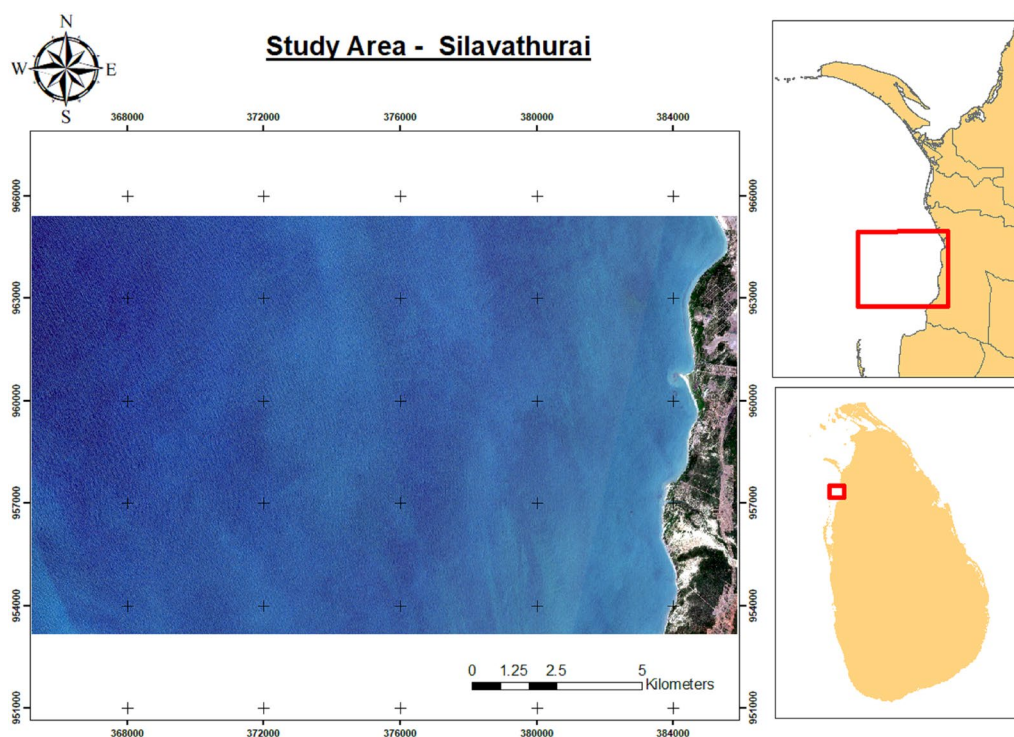 N
W E
S
Study Area - Silavathurai
368000 372000 376000 380000 384000
966000 966000
963000 963000
960000 960000
957000 957000
954000 954000
0 1.25 2.5 5
Kilometers
951000 951000
368000 372000 376000 380000 384000